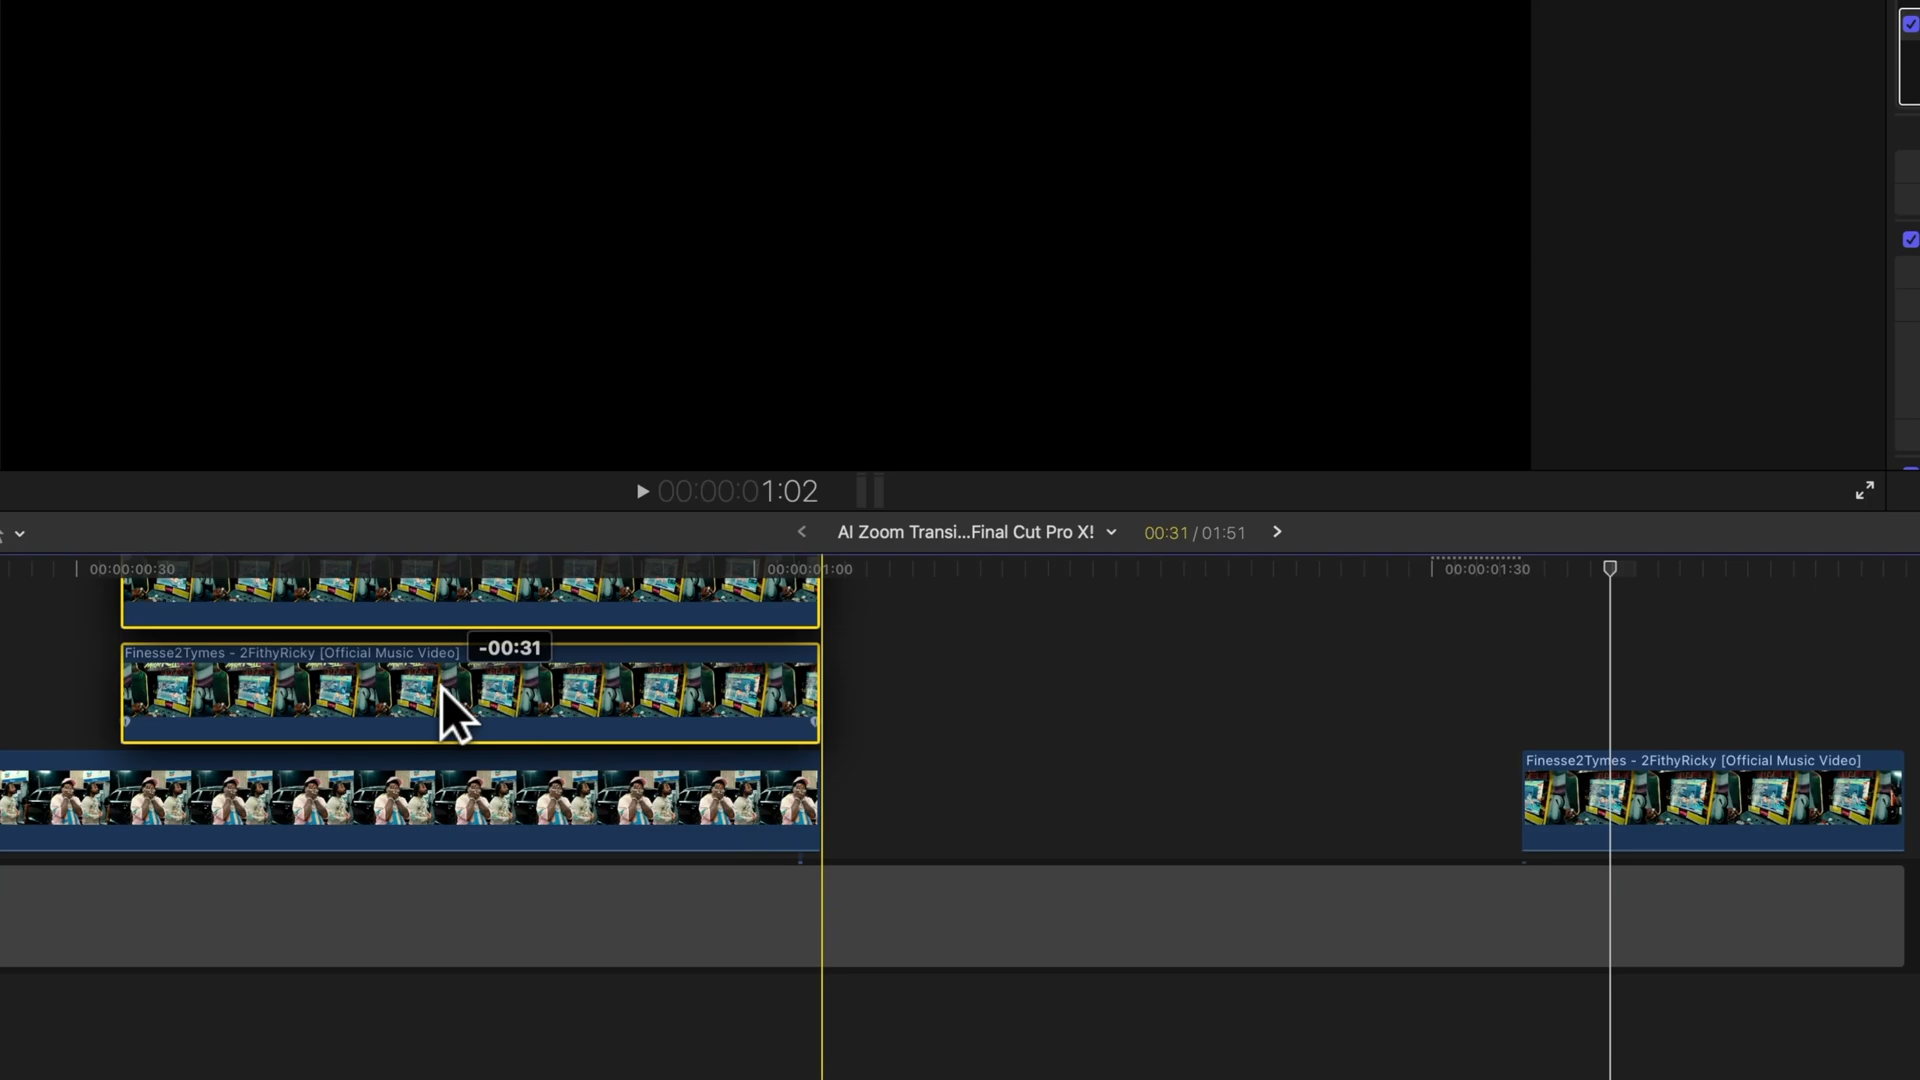 00:00:01:02
AI Zoom Transi...Final Cut Pro X!
00:31 / 01:51
00:00:00:30
00:00:01:00
00:00:01:30
Finesse2Tymes - 2FithyRicky [Official Music Video]
-00:31
Finesse2Tymes - 2FithyRicky [Official Music Video]